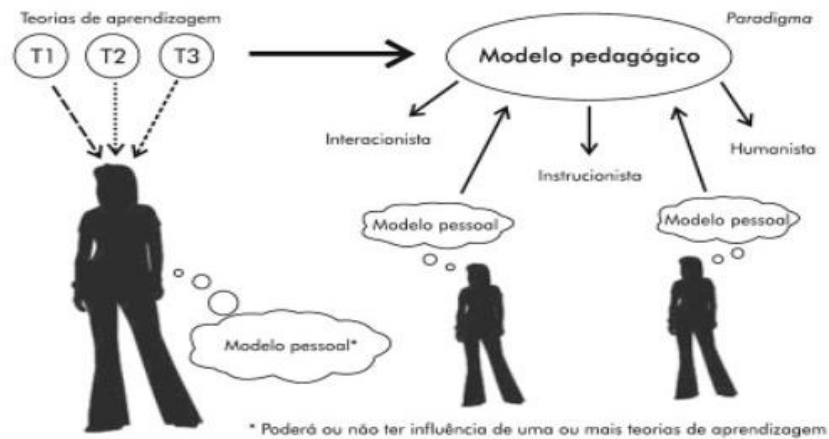 Teorias de aprendizagem
Paradigma
T1
T2
T3
Modelo pedagógico
Interacionista
Instrucionista
Humanista
Modelo pessoal
Modelo pessoal
Modelo pessoal*
* Poderá ou não ter influência de uma ou mais teorias de aprendizagem